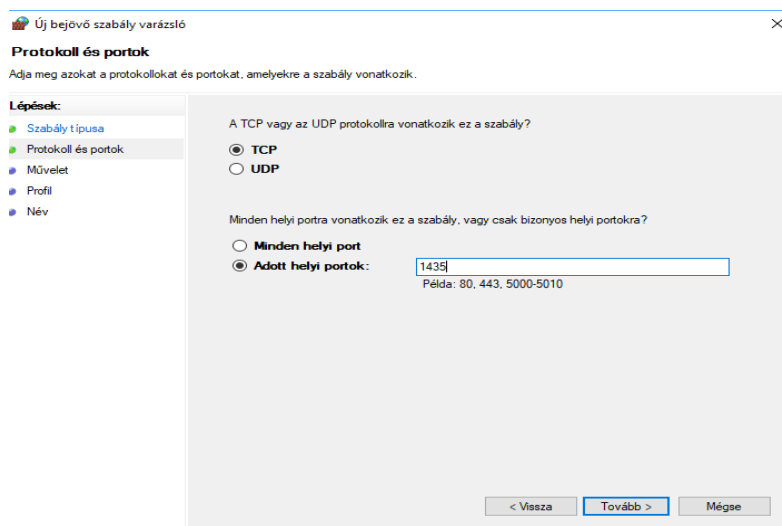 Új bejövő szabály varázsló
Protokoll és portok
Adja meg azokat a protokollokat és portokat, amelyekre a szabály vonatkozik.
Lépések:
Szabály típusa
Protokoll és portok
Művelet
Profil
Név
A TCP vagy az UDP protokollra vonatkozik ez a szabály?
TCP
UDP
Minden helyi portra vonatkozik ez a szabály, vagy csak bizonyos helyi portokra?
Minden helyi port
Adott helyi portok:
1435
Példa: 80, 443, 5000-5010
< Vissza
Tovább >
Mégse